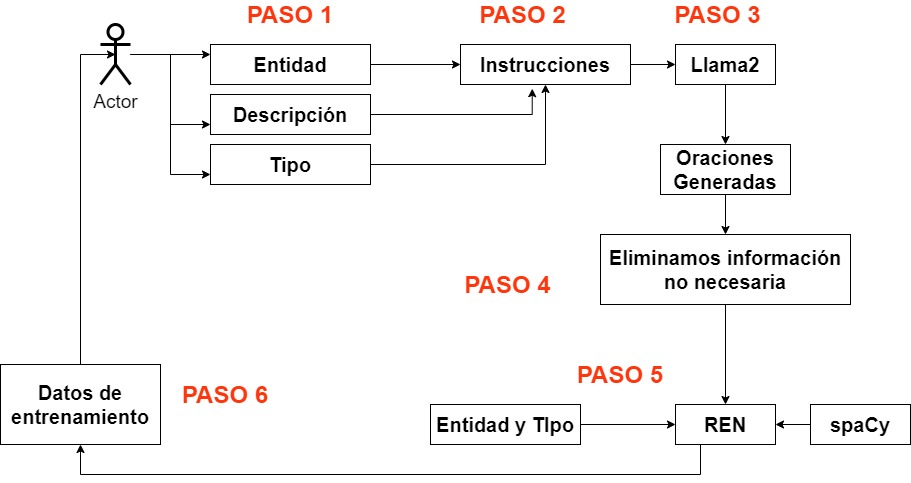 PASO 1
PASO 2
PASO 3
Actor
Entidad
Instrucciones
Llama2
Descripción
Tipo
Oraciones
Generadas
Eliminamos información
no necesaria
PASO 4
PASO 5
PASO 6
Datos de
entrenamiento
Entidad y TIpo
REN
spaCy